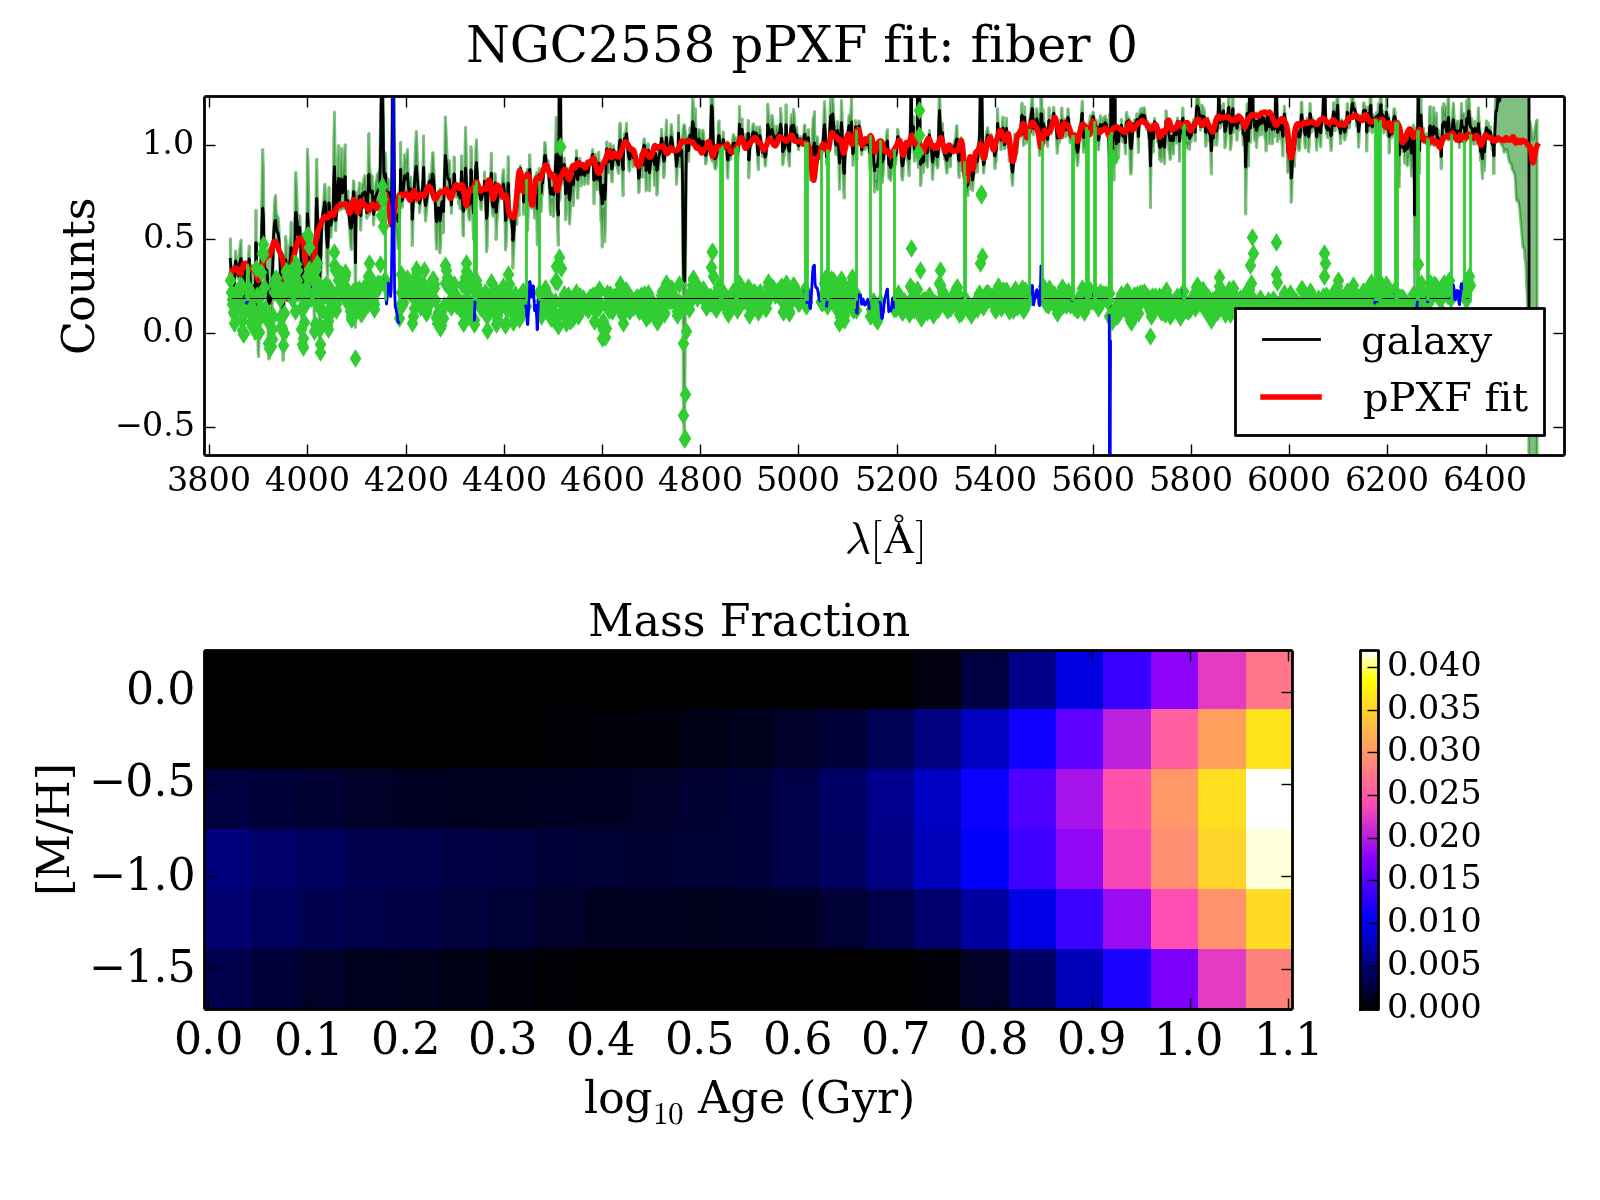 NGC2558 pPXF fit: fiber 0
1.0
0.5
0.0
−0.5
Counts
galaxy
pPXF fit
3800 4000 4200 4400 4600 4800 5000 5200 5400 5600 5800 6000 6200 6400
λ[Å]
Mass Fraction
0.0
−0.5
−1.0
−1.5
[M/H]
0.0 0.1 0.2 0.3 0.4 0.5 0.6 0.7 0.8 0.9 1.0 1.1
log₁₀ Age (Gyr)
0.040
0.035
0.030
0.025
0.020
0.015
0.010
0.005
0.000